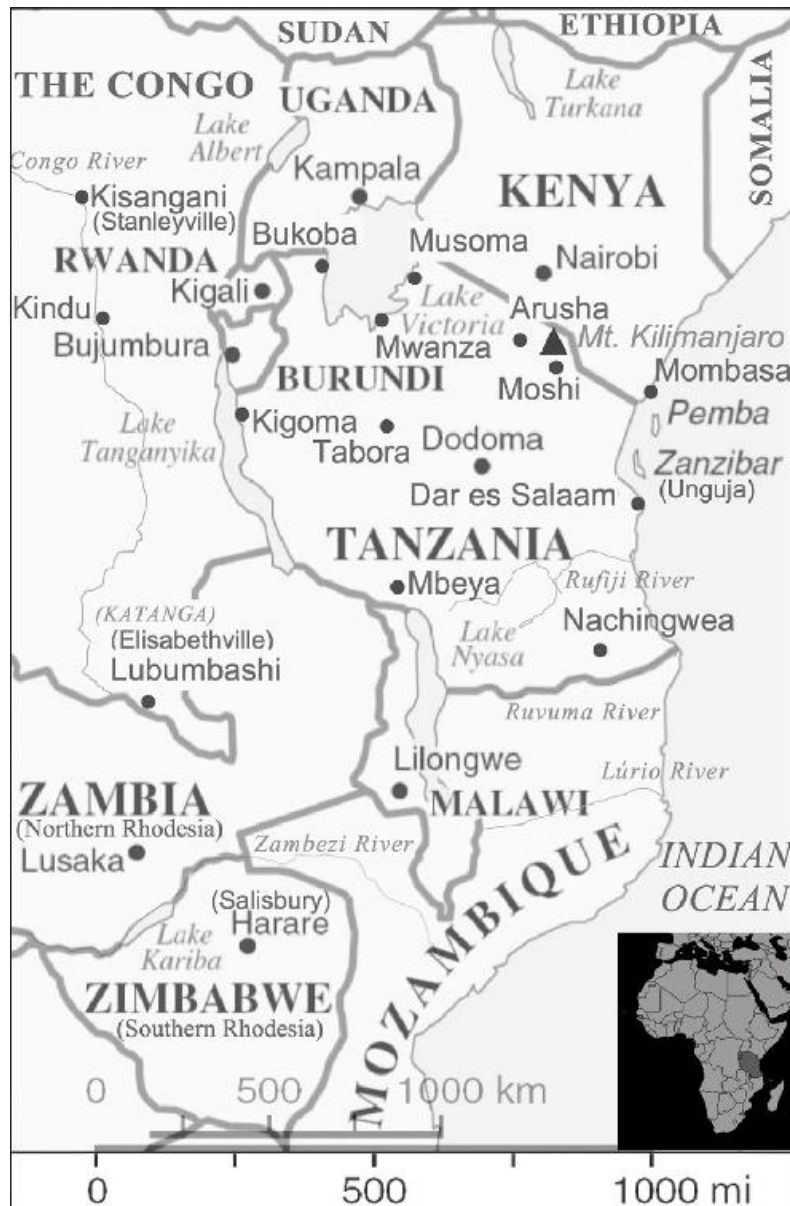 SUDAN
ETHIOPIA
THE CONGO
UGANDA
Lake
Turkana
SOMALIA
Lake
Albert
Congo River
Kampala
KENYA
Kisangani
(Stanleyville)
Bukoba
Musoma
RWANDA
Nairobi
Kigali
Kindu
Lake
Victoria
Arusha
Bujumbura
Mwanza
Mt. Kilimanjaro
BURUNDI
Moshi
Mombasa
Lake
Tanganyika
Kigoma
Tabora
Pemba
Dodoma
Zanzibar
(Unguja)
Dar es Salaam
TANZANIA
Mbeya
Rufiji River
(KATANGA)
(Elisabethville)
Lubumbashi
Lake
Nyasa
Nachingwea
Ruvuma River
Lilongwe
Lúrio River
ZAMBIA
(Northern Rhodesia)
Lusaka
MALAWI
Zambezi River
MOZAMBIQUE
INDIAN
OCEAN
(Salisbury)
Harare
Lake
Kariba
ZIMBABWE
(Southern Rhodesia)
0 500 1000 km
0 500 1000 mi